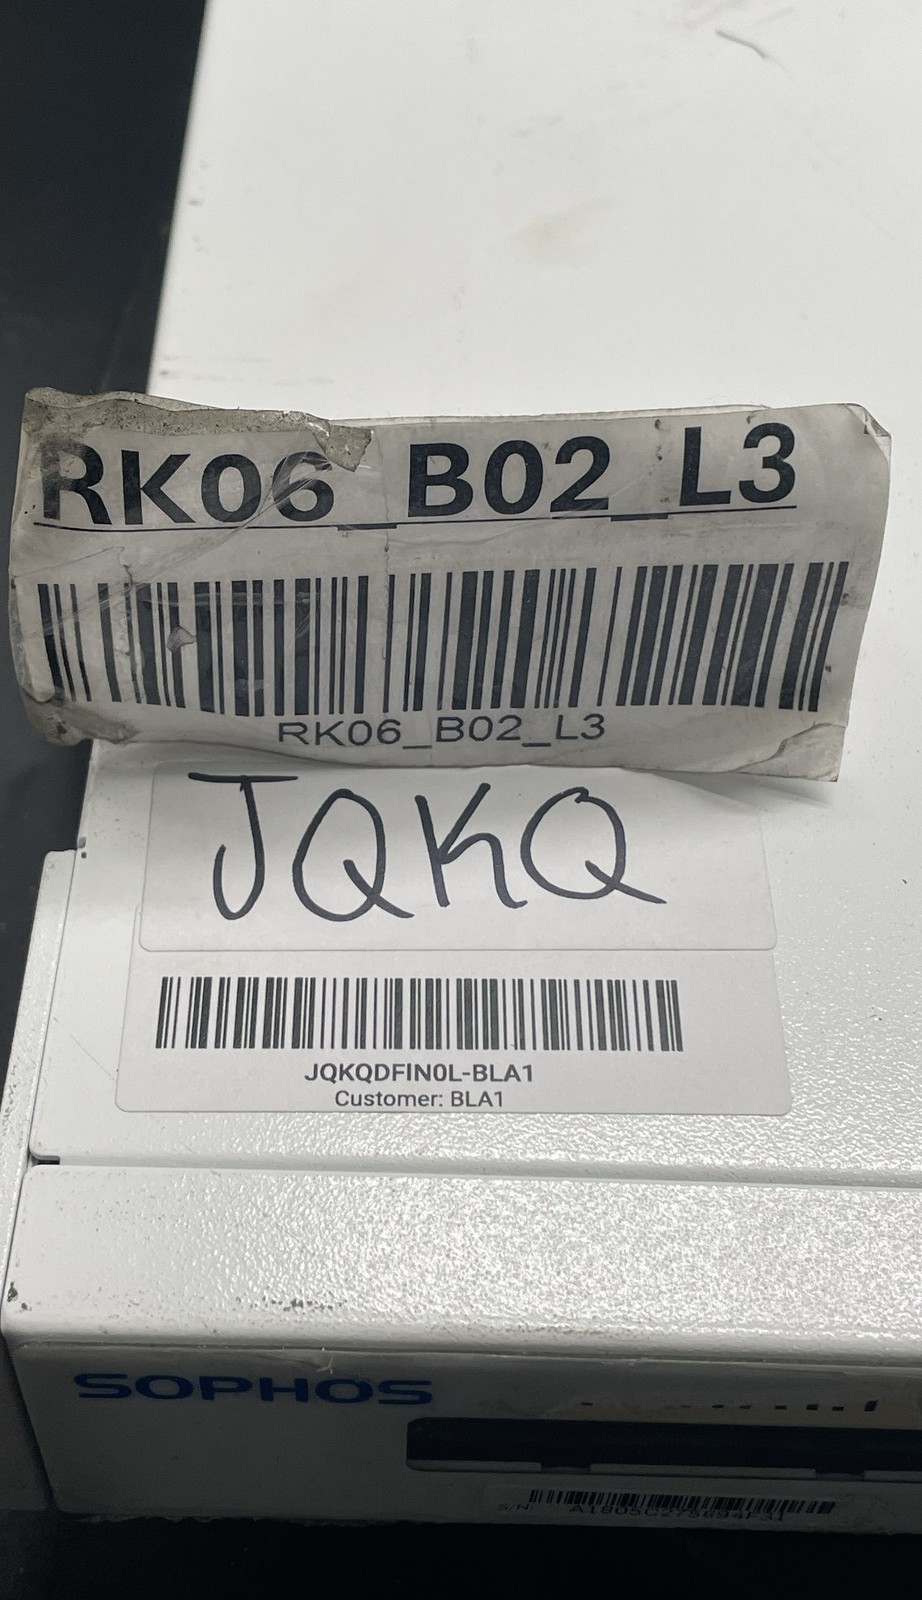 RK06_B02_L3
RK06_B02_L3
JQKQ
JQKQDFIN0L-BLA1
Customer: BLA1
SOPHOS
S/N